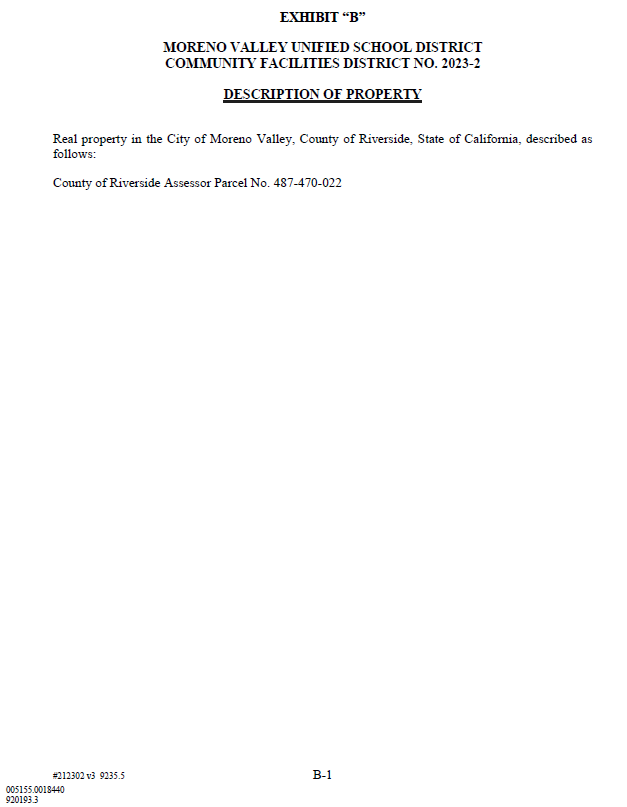 EXHIBIT “B”
MORENO VALLEY UNIFIED SCHOOL DISTRICT
COMMUNITY FACILITIES DISTRICT NO. 2023-2
DESCRIPTION OF PROPERTY
Real property in the City of Moreno Valley, County of Riverside, State of California, described as
follows:
County of Riverside Assessor Parcel No. 487-470-022
#212302 v3 9235.5
B-1
005155.0018440
920193.3